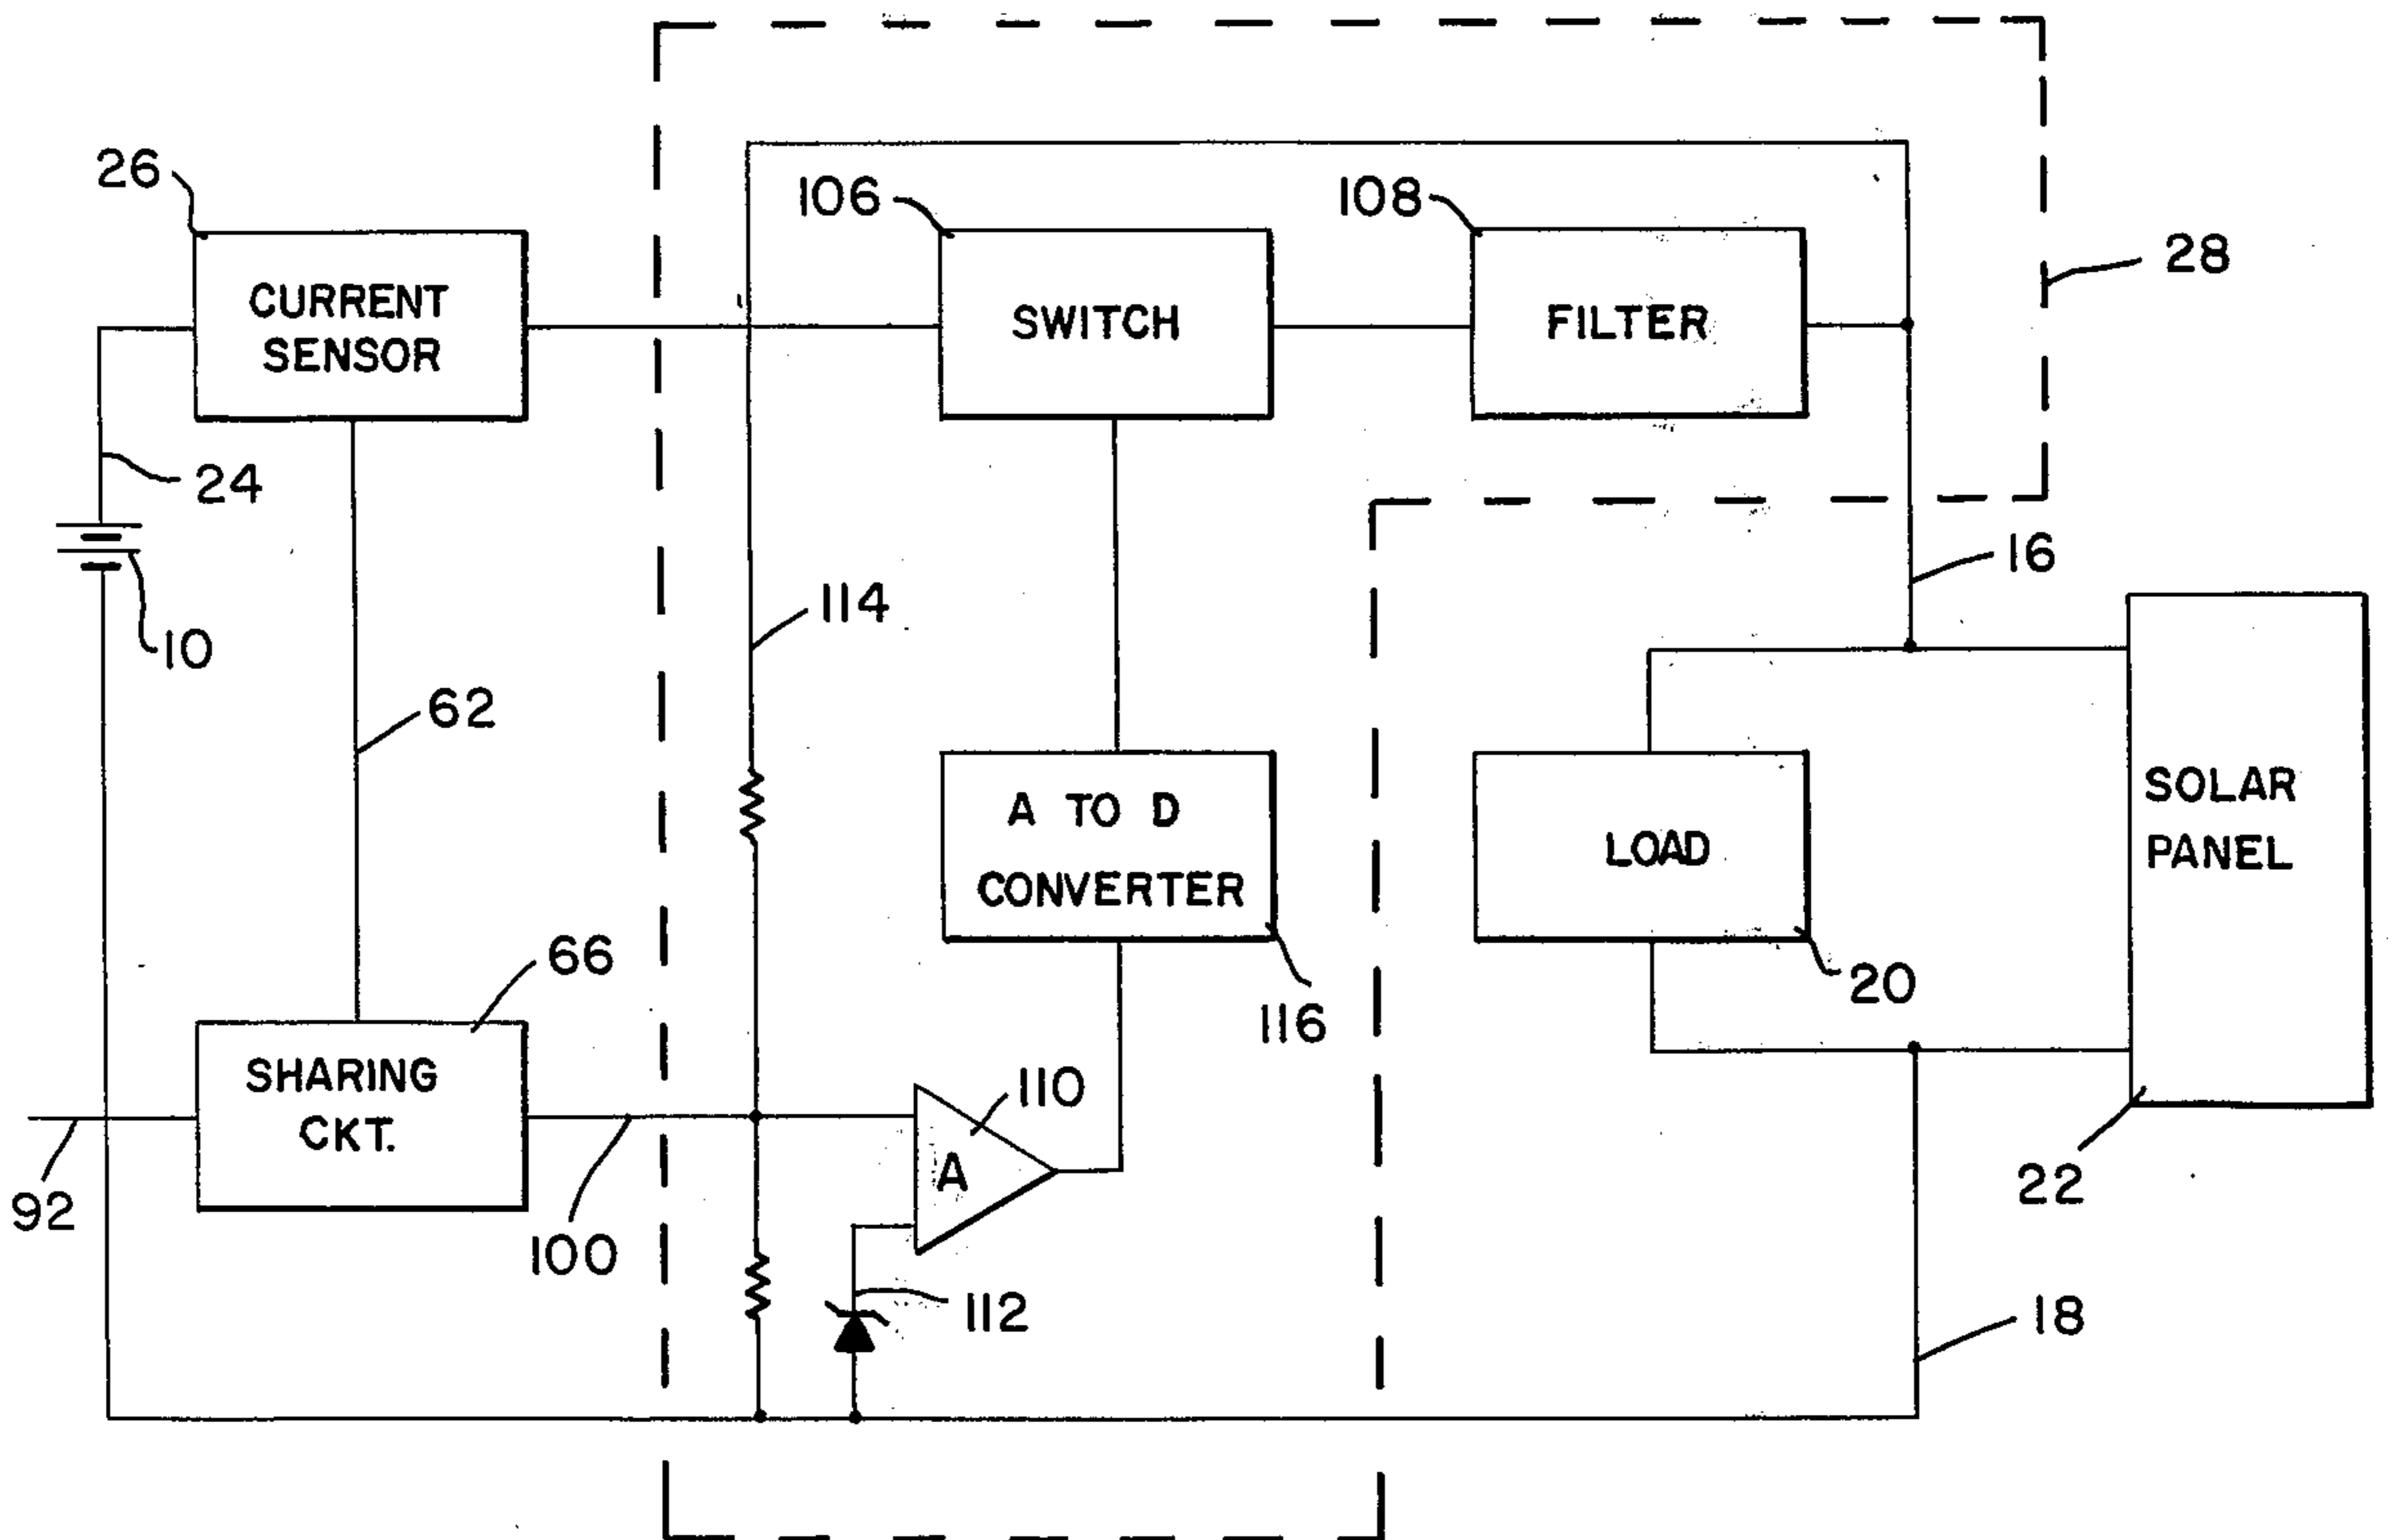 26
106
108
28
CURRENT
SENSOR
SWITCH
FILTER
24
16
10
114
62
A TO D
CONVERTER
LOAD
SOLAR
PANEL
66
20
116
SHARING
CKT.
110
A
92
100
22
112
18